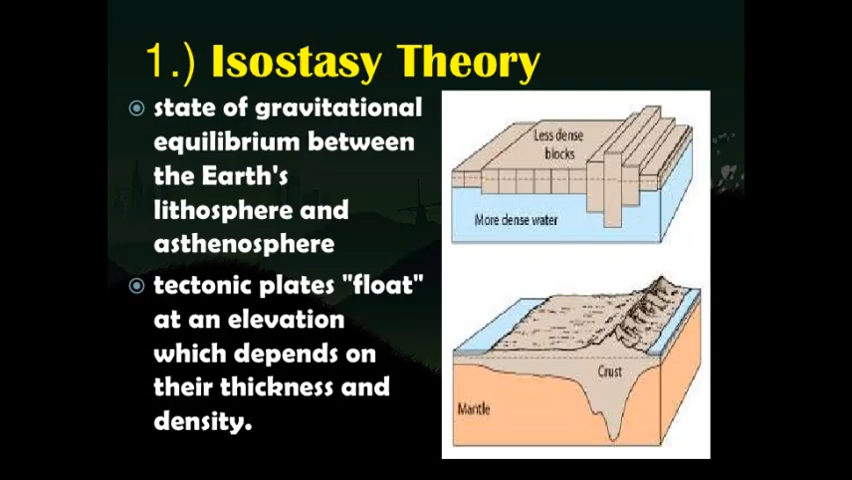 1.) Isostasy Theory
state of gravitational
equilibrium between
the Earth's
lithosphere and
asthenosphere
tectonic plates "float"
at an elevation
which depends on
their thickness and
density.
Less dense
blocks
More dense water
Crust
Mantle